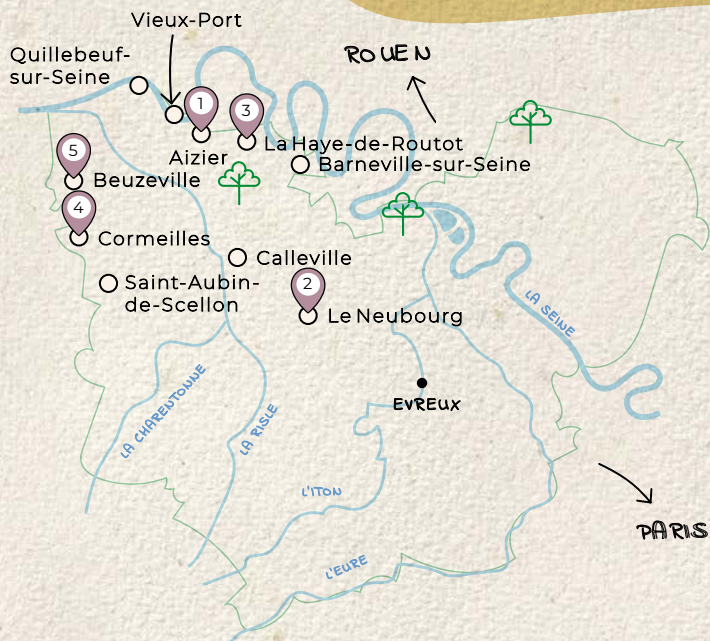 Vieux-Port
Quillebeuf-
sur-Seine
ROUEN
1
3
La Haye-de-Routot
Aizier
Barneville-sur-Seine
5
Beuzeville
4
Cormeilles
Calleville
Saint-Aubin-
de-Scellon
2
Le Neubourg
LA SEINE
LA CHARENTONNE
LA RISLE
EVREUX
L'ITON
L'EURE
PARIS